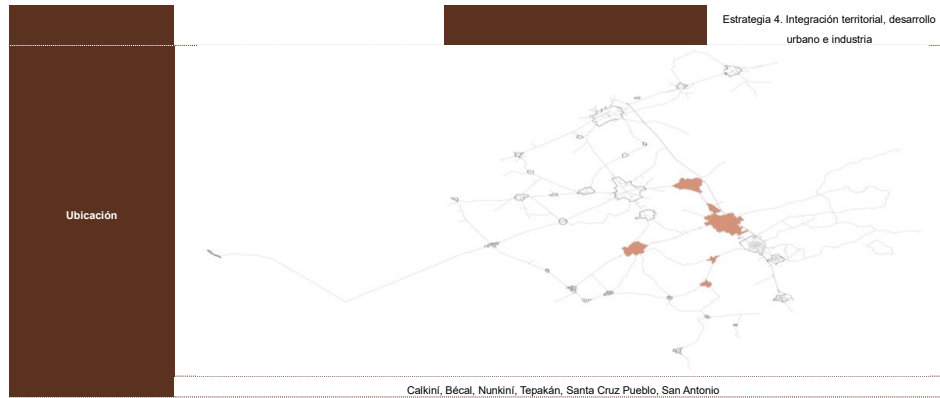 Estrategia 4. Integración territorial, desarrollo
urbano e industria
Ubicación
Calkiní, Bécal, Nunkiní, Tepakán, Santa Cruz Pueblo, San Antonio